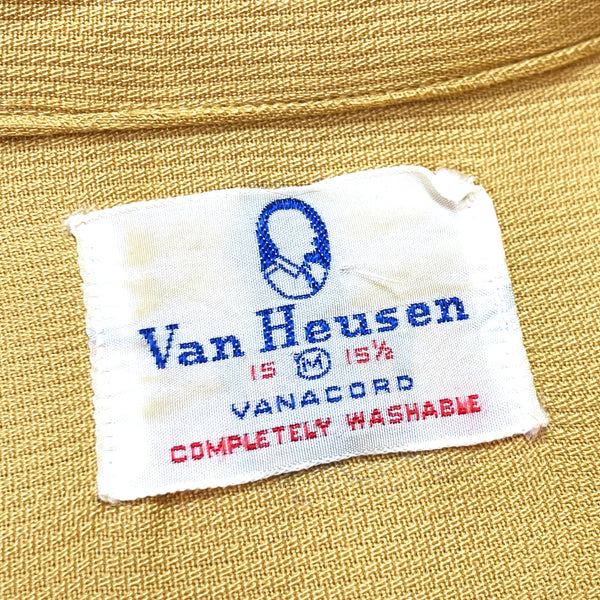 Van Heusen
15 M 15½
VANACORD
COMPLETELY WASHABLE